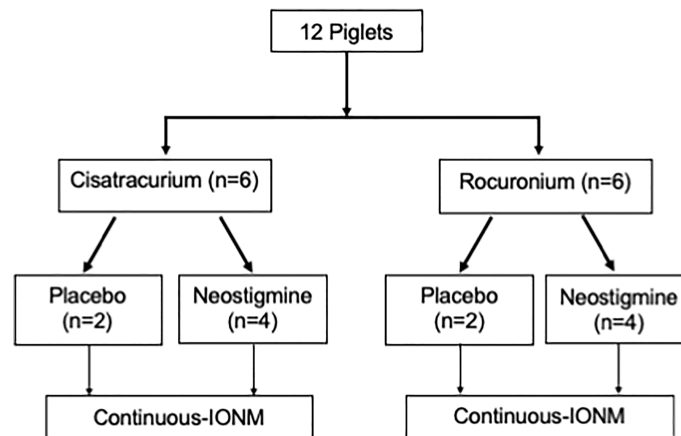 12 Piglets
Cisatracurium (n=6)
Rocuronium (n=6)
Placebo
(n=2)
Neostigmine
(n=4)
Placebo
(n=2)
Neostigmine
(n=4)
Continuous-IONM
Continuous-IONM